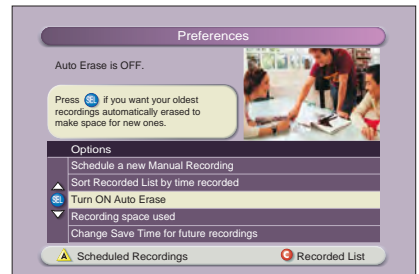 Preferences
Auto Erase is OFF.
Press SEL if you want your oldest
recordings automatically erased to
make space for new ones.
Options
Schedule a new Manual Recording
Sort Recorded List by time recorded
SEL Turn ON Auto Erase
Recording space used
Change Save Time for future recordings
A Scheduled Recordings
C Recorded List